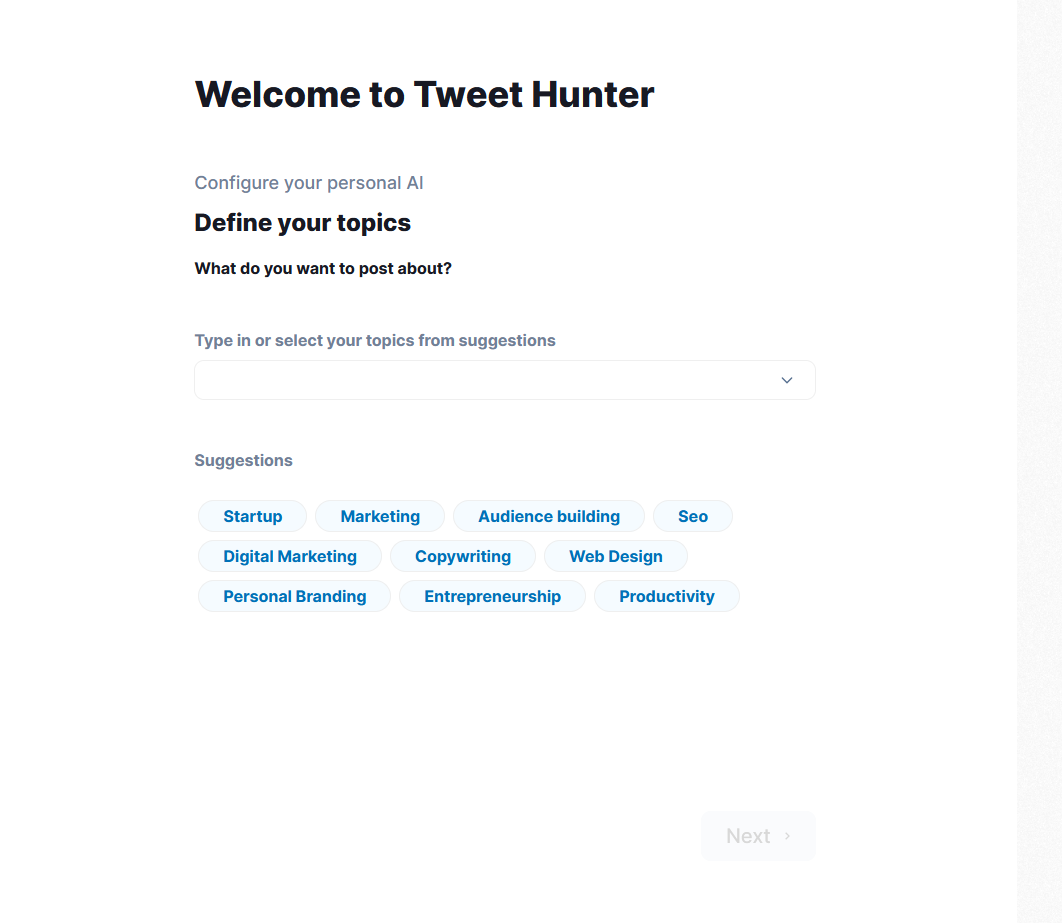 Welcome to Tweet Hunter
Configure your personal AI
Define your topics
What do you want to post about?
Type in or select your topics from suggestions
Suggestions
Startup Marketing Audience building Seo
Digital Marketing Copywriting Web Design
Personal Branding Entrepreneurship Productivity
Next